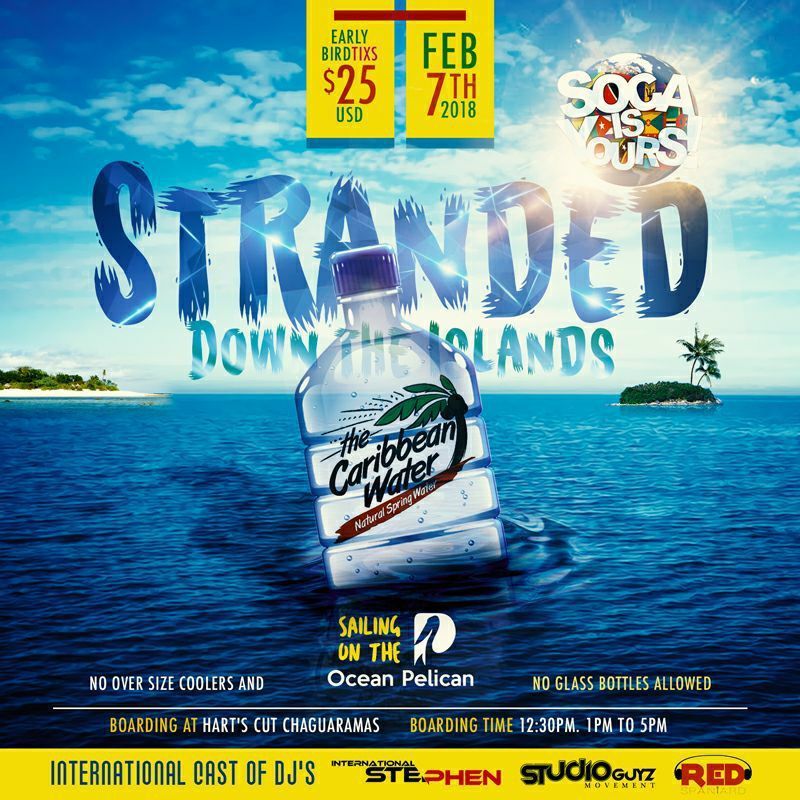 EARLY
BIRDTIXS
$25
USD
FEB
7TH
2018
SOCA
IS
YOURS!
STRANDED
DOWN THE ISLANDS
the
Caribbean
Water
Natural Spring Water
SAILING
ON THE
Ocean Pelican
NO OVER SIZE COOLERS AND
NO GLASS BOTTLES ALLOWED
BOARDING AT HART'S CUT CHAGUARAMAS BOARDING TIME 12:30PM. 1PM TO 5PM
INTERNATIONAL CAST OF DJ'S
INTERNATIONAL
STEPHEN
STUDIO GUYZ
MOVEMENT
RED
SPANIARD